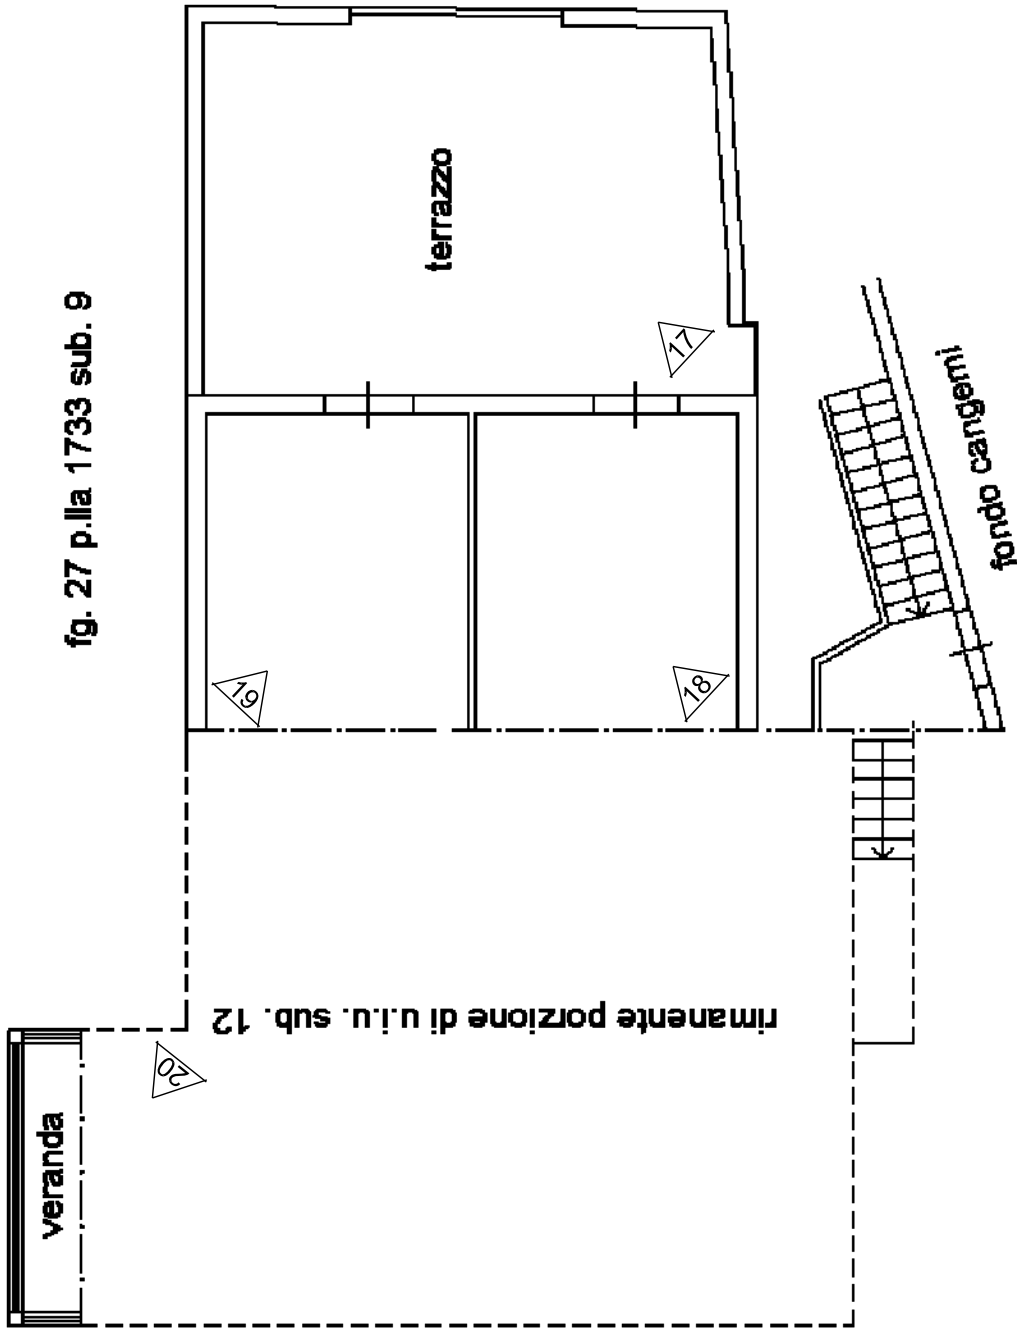 fg. 27 p.lla 1733 sub. 9
terrazzo
17
fondo cangemi
19
18
rimanente porzione di u.i.u. sub. 12
20
veranda